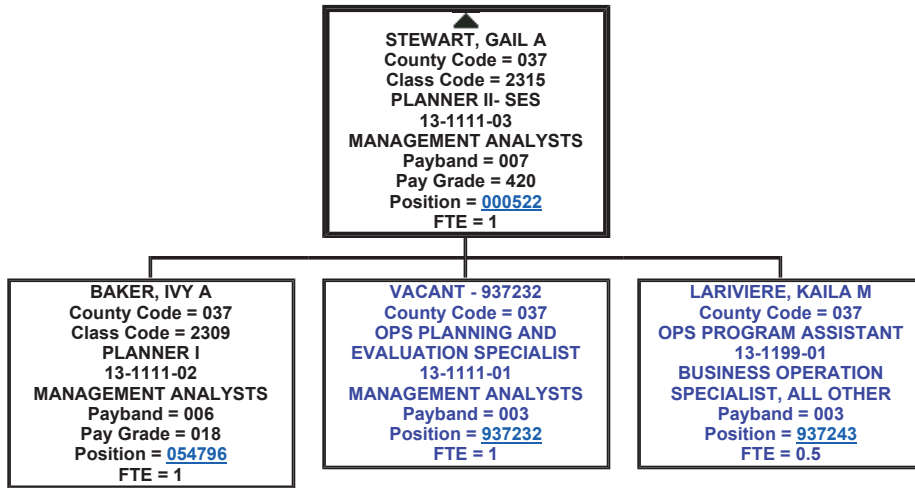 STEWART, GAIL A
County Code = 037
Class Code = 2315
PLANNER II- SES
13-1111-03
MANAGEMENT ANALYSTS
Payband = 007
Pay Grade = 420
Position = 000522
FTE = 1
BAKER, IVY A
County Code = 037
Class Code = 2309
PLANNER I
13-1111-02
MANAGEMENT ANALYSTS
Payband = 006
Pay Grade = 018
Position = 054796
FTE = 1
VACANT - 937232
County Code = 037
OPS PLANNING AND
EVALUATION SPECIALIST
13-1111-01
MANAGEMENT ANALYSTS
Payband = 003
Position = 937232
FTE = 1
LARIVIERE, KAILA M
County Code = 037
OPS PROGRAM ASSISTANT
13-1199-01
BUSINESS OPERATION
SPECIALIST, ALL OTHER
Payband = 003
Position = 937243
FTE = 0.5